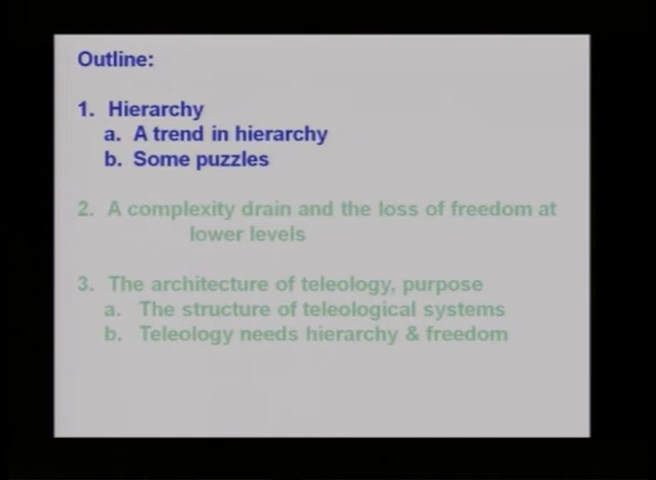 Outline:
1. Hierarchy
a. A trend in hierarchy
b. Some puzzles
2. A complexity drain and the loss of freedom at
lower levels
3. The architecture of teleology, purpose
a. The structure of teleological systems
b. Teleology needs hierarchy & freedom